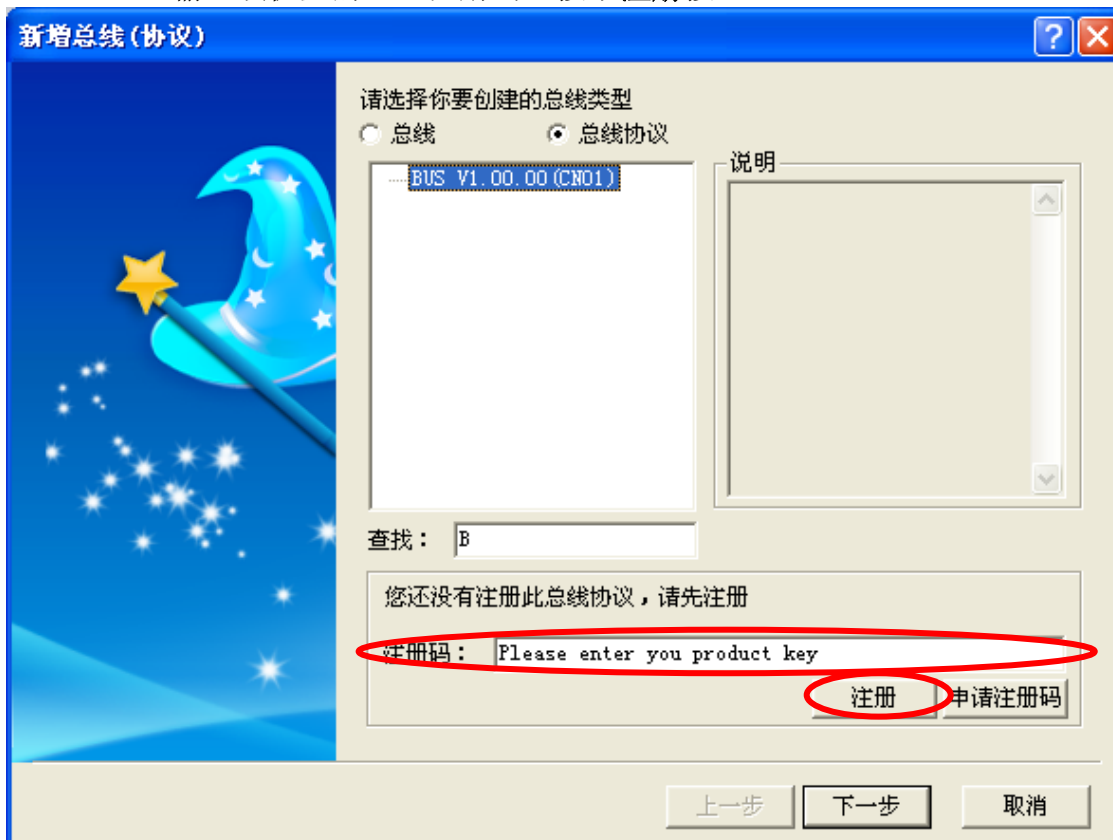 新增总线(协议)
请选择你要创建的总线类型
总线
总线协议
BUS V1.00.00(CN01)
说明
查找：
B
您还没有注册此总线协议，请先注册
注册码：
Please enter you product key
注册
申请注册码
上一步
下一步
取消